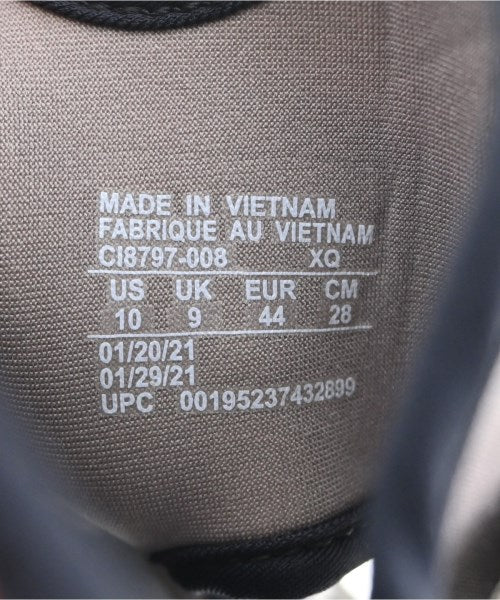 MADE IN VIETNAM
FABRIQUE AU VIETNAM
CI8797-008 XQ
US UK EUR CM
10 9 44 28
01/20/21
01/29/21
UPC 00195237432899